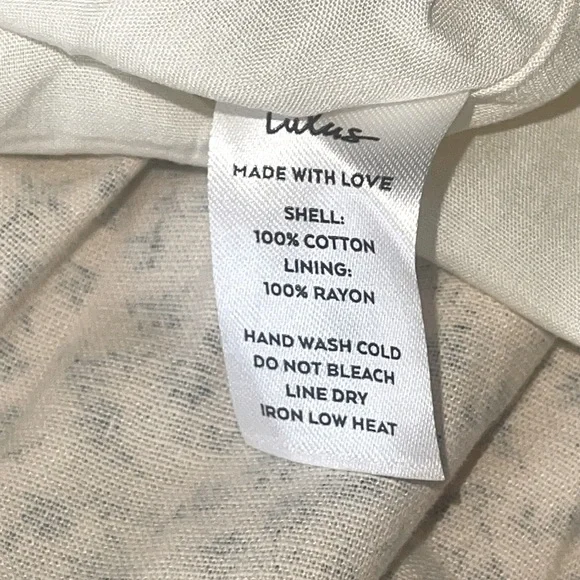 Lulus
MADE WITH LOVE
SHELL:
100% COTTON
LINING:
100% RAYON
HAND WASH COLD
DO NOT BLEACH
LINE DRY
IRON LOW HEAT